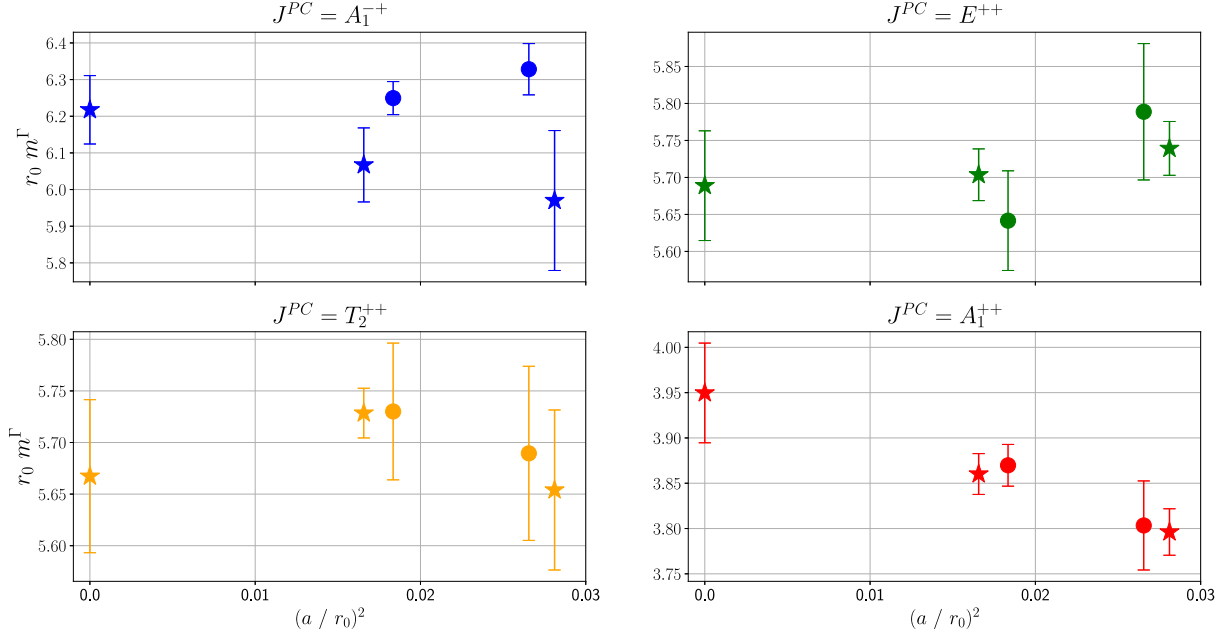 J^{PC} = A_1^{-+}
r_0 m^Γ
6.4
6.3
6.2
6.1
6.0
5.9
5.8
J^{PC} = E^{++}
5.85
5.80
5.75
5.70
5.65
5.60
J^{PC} = T_2^{++}
r_0 m^Γ
5.80
5.75
5.70
5.65
5.60
0.0 0.01 0.02 0.03
(a / r_0)^2
J^{PC} = A_1^{++}
4.00
3.95
3.90
3.85
3.80
3.75
0.0 0.01 0.02 0.03
(a / r_0)^2